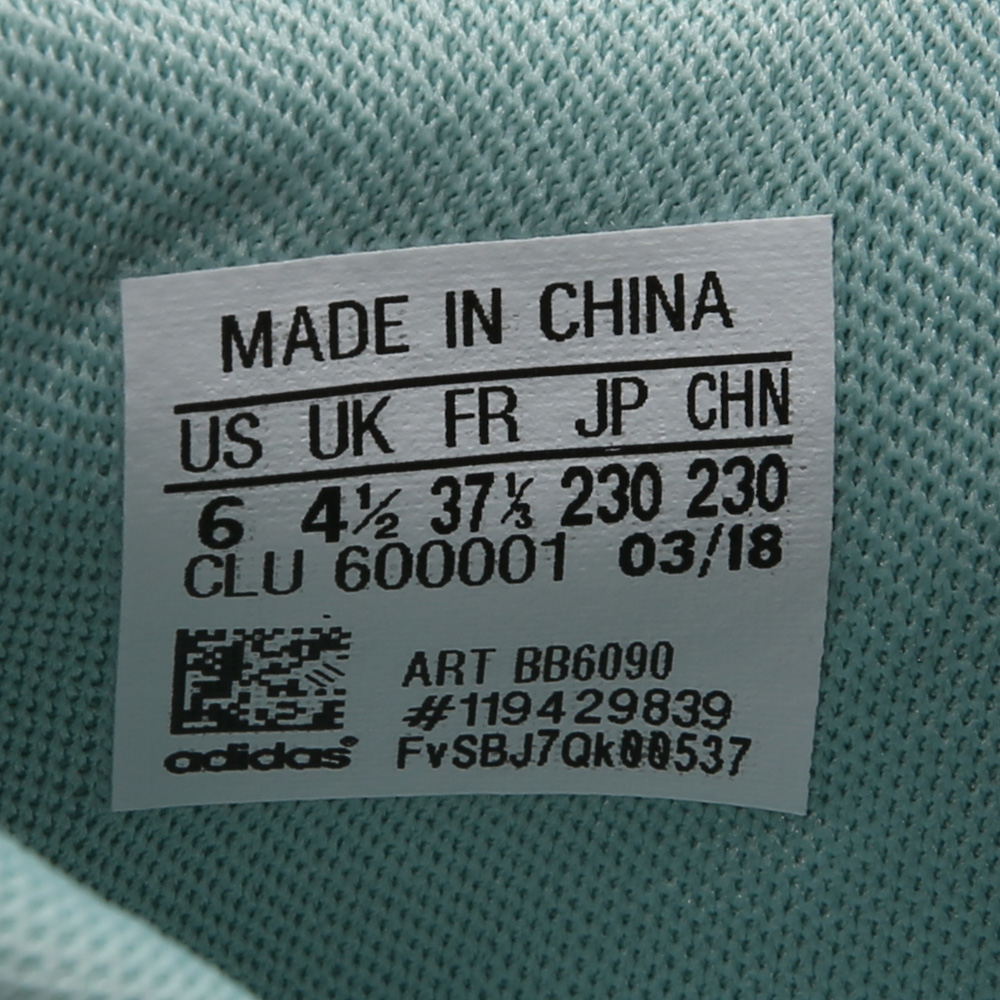 MADE IN CHINA
US UK FR JP CHN
6 4½ 37⅓ 230 230
CLU 600001 03/18
ART BB6090
#119429839
adidas FvSBJ7Qk00537